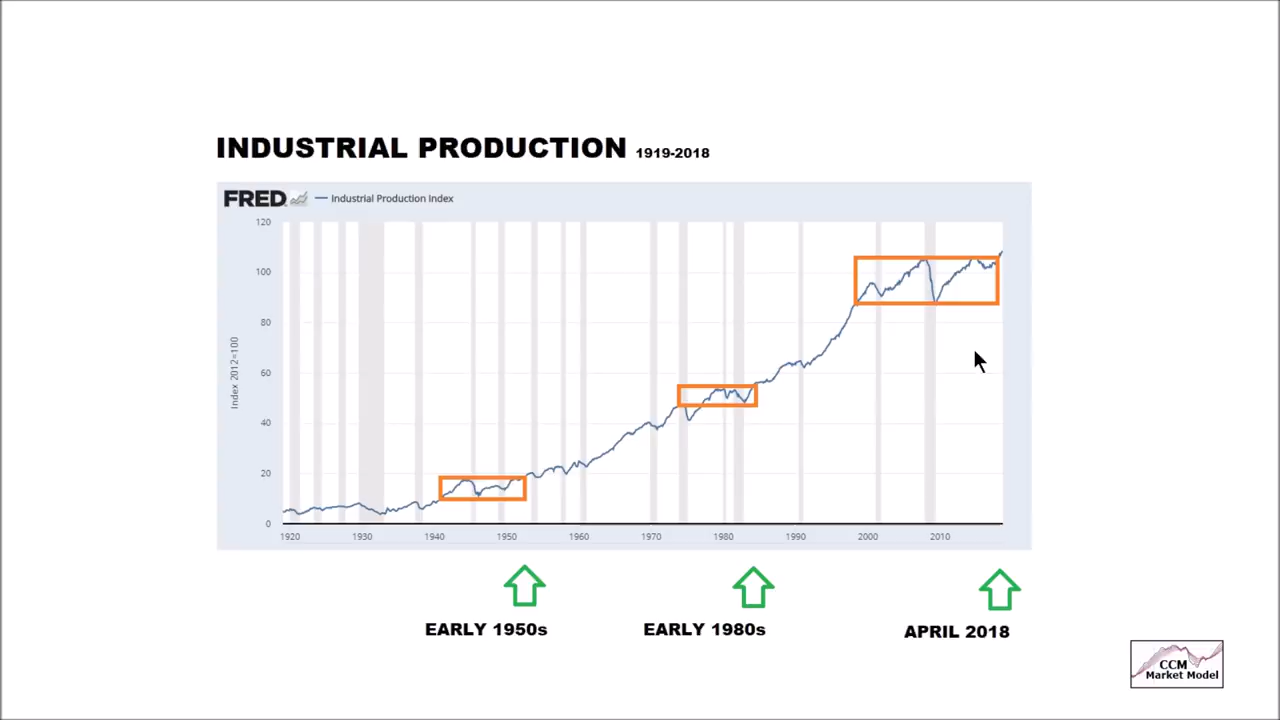 INDUSTRIAL PRODUCTION 1919-2018
FRED — Industrial Production Index
120
100
80
60
40
20
0
Index 2012=100
1920 1930 1940 1950 1960 1970 1980 1990 2000 2010
EARLY 1950s EARLY 1980s APRIL 2018
CCM
Market Model